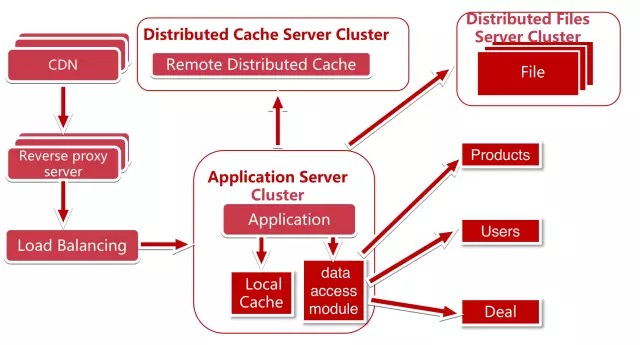 CDN
Reverse proxy
server
Load Balancing
Distributed Cache Server Cluster
Remote Distributed Cache
Application Server
Cluster
Application
Local
Cache
data
access
module
Distributed Files
Server Cluster
File
Products
Users
Deal